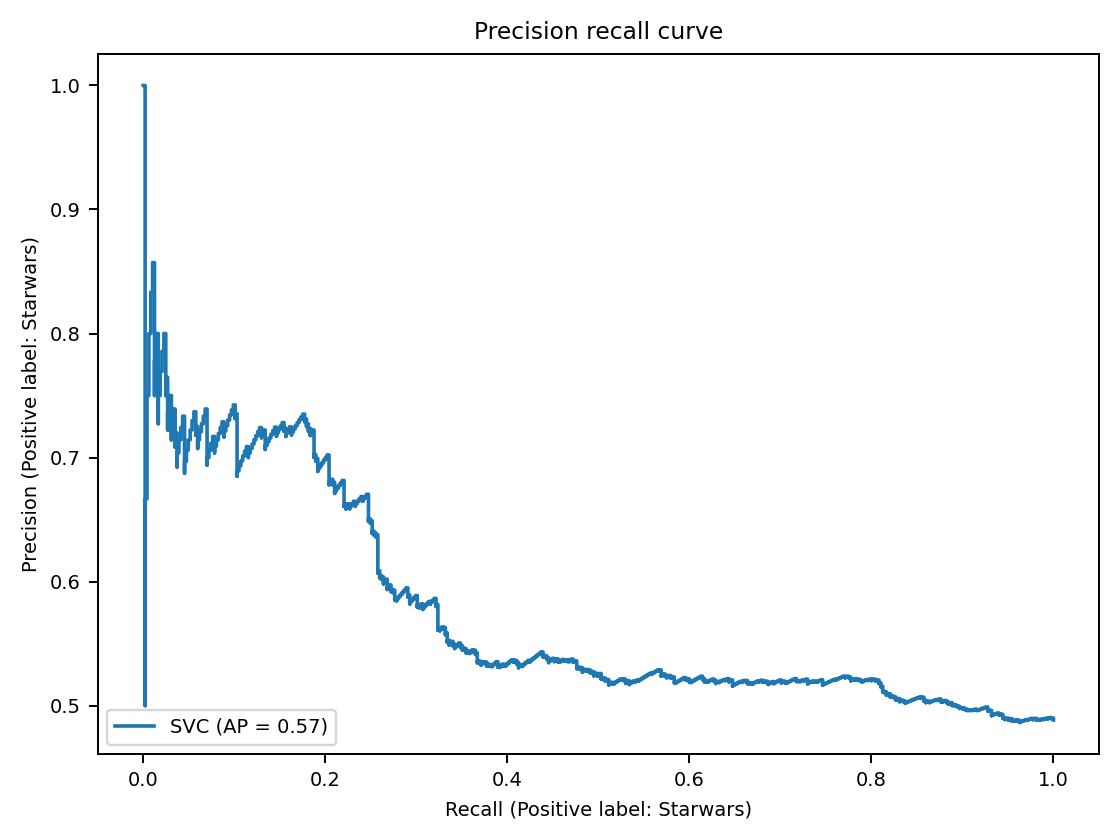 Precision recall curve
Precision (Positive label: Starwars)
1.0
0.9
0.8
0.7
0.6
0.5
SVC (AP = 0.57)
0.0 0.2 0.4 0.6 0.8 1.0
Recall (Positive label: Starwars)